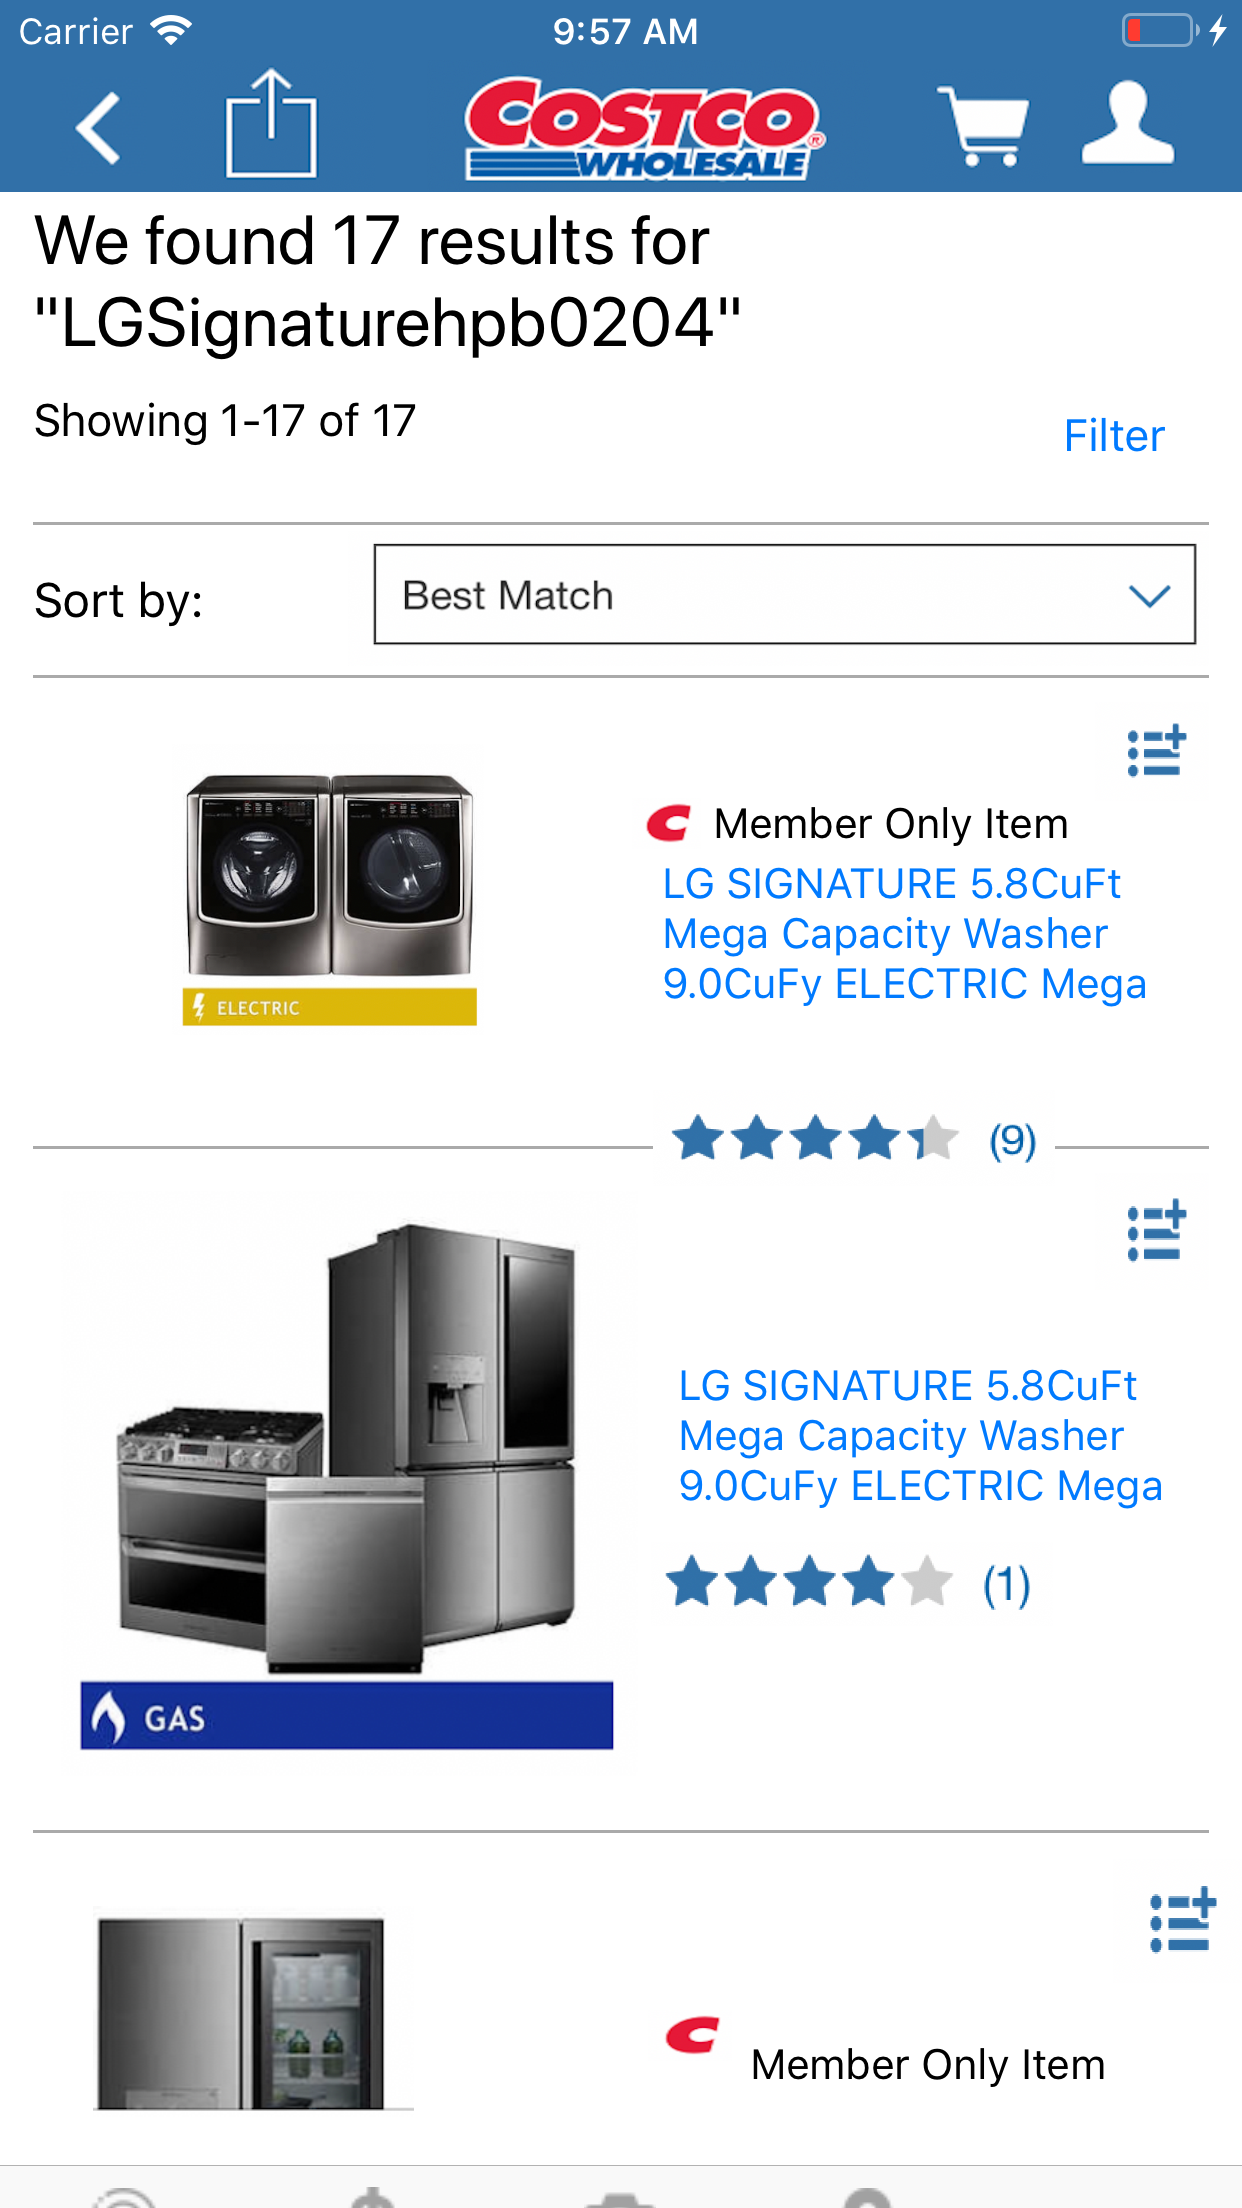 Carrier
9:57 AM
COSTCO
WHOLESALE
We found 17 results for
"LGSignaturehpb0204"
Showing 1-17 of 17
Filter
Sort by:
Best Match
Member Only Item
LG SIGNATURE 5.8CuFt
Mega Capacity Washer
9.0CuFy ELECTRIC Mega
ELECTRIC
(9)
LG SIGNATURE 5.8CuFt
Mega Capacity Washer
9.0CuFy ELECTRIC Mega
(1)
GAS
Member Only Item